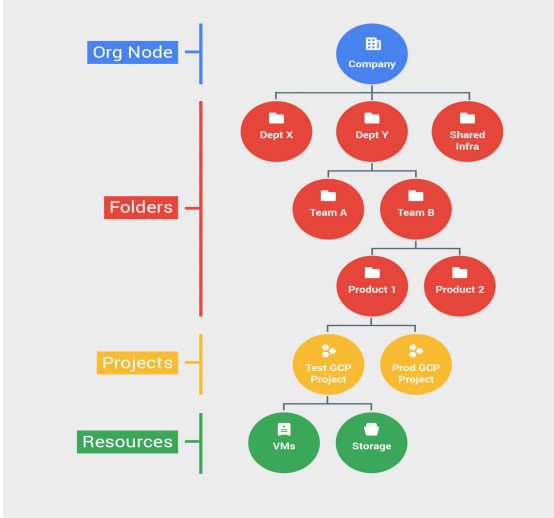 Org Node
Company
Dept X
Dept Y
Shared
Infra
Folders
Team A
Team B
Product 1
Product 2
Projects
Test GCP
Project
Prod GCP
Project
Resources
VMs
Storage